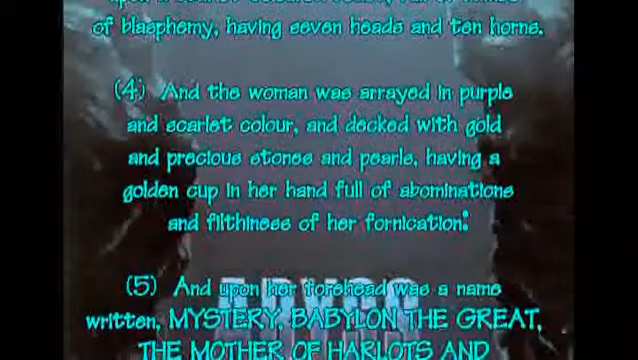 of blasphemy, having seven heads and ten horns.
(4) And the woman was arrayed in purple
and scarlet colour, and decked with gold
and precious stones and pearls, having a
golden cup in her hand full of abominations
and filthiness of her fornication:
(5) And upon her forehead was a name
written, MYSTERY, BABYLON THE GREAT,
THE MOTHER OF HARLOTS AND
ABYSS